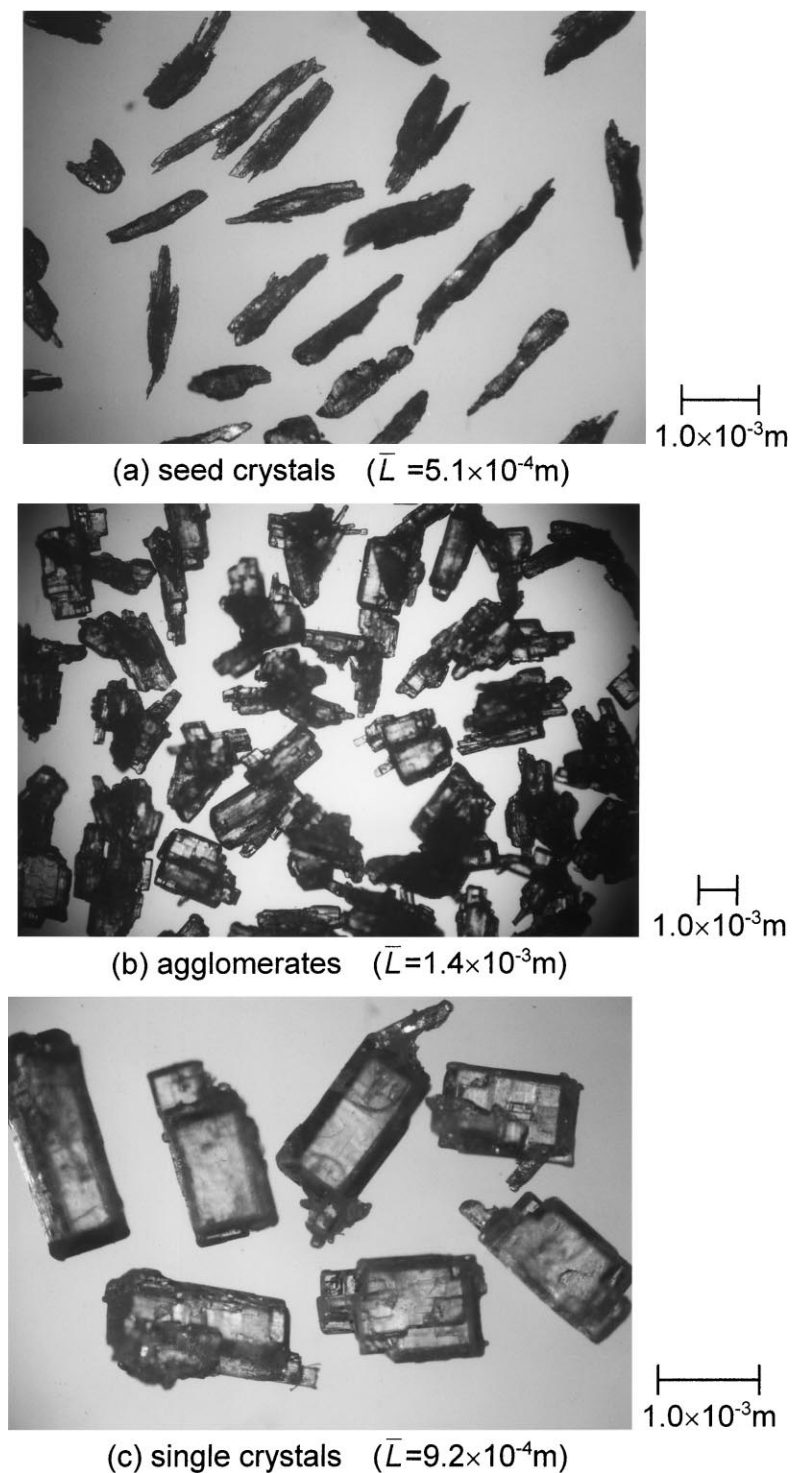 1.0×10⁻³m
(a) seed crystals (L̅ =5.1×10⁻⁴m)
1.0×10⁻³m
(b) agglomerates (L̅=1.4×10⁻³m)
1.0×10⁻³m
(c) single crystals (L̅=9.2×10⁻⁴m)